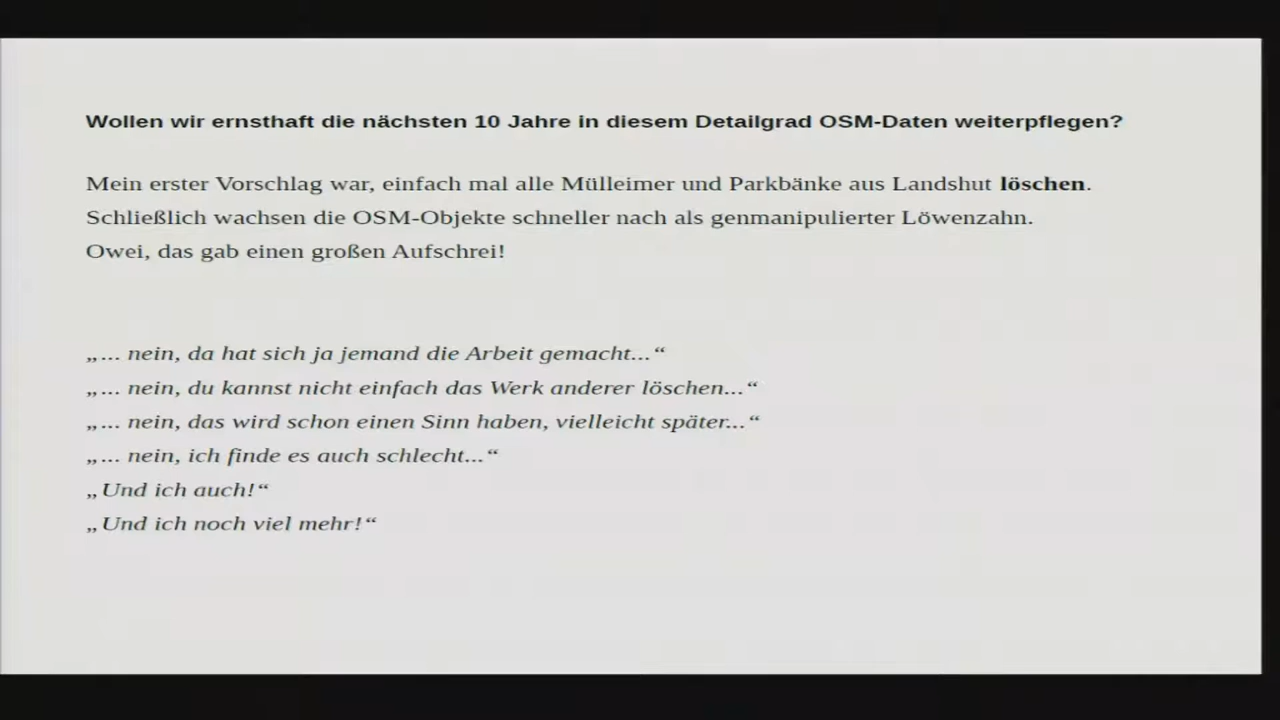 Wollen wir ernsthaft die nächsten 10 Jahre in diesem Detailgrad OSM-Daten weiterpflegen?
Mein erster Vorschlag war, einfach mal alle Mülleimer und Parkbänke aus Landshut löschen.
Schließlich wachsen die OSM-Objekte schneller nach als genmanipulierter Löwenzahn.
Owei, das gab einen großen Aufschrei!
„... nein, da hat sich ja jemand die Arbeit gemacht...“
„... nein, du kannst nicht einfach das Werk anderer löschen...“
„... nein, das wird schon einen Sinn haben, vielleicht später...“
„... nein, ich finde es auch schlecht...“
„Und ich auch!“
„Und ich noch viel mehr!“